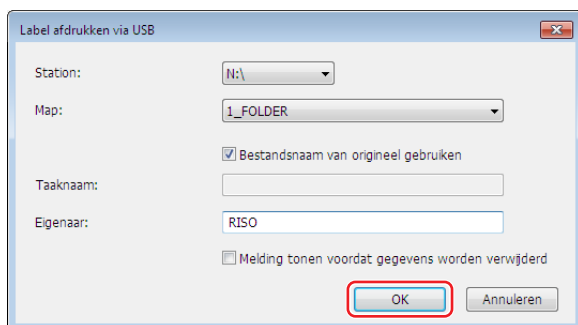 Label afdrukken via USB
Station: N:\
Map: 1_FOLDER
Bestandsnaam van origineel gebruiken
Taaknaam:
Eigenaar: RISO
Melding tonen voordat gegevens worden verwijderd
OK Annuleren